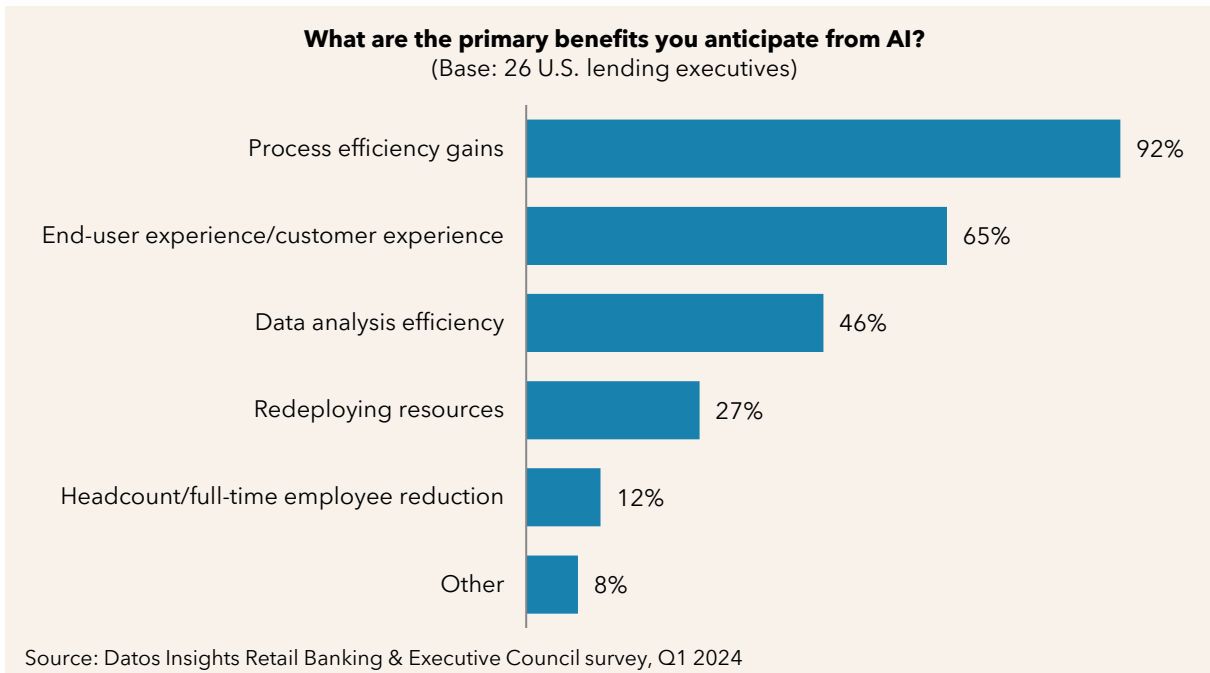 What are the primary benefits you anticipate from AI?
(Base: 26 U.S. lending executives)
Process efficiency gains 92%
End-user experience/customer experience 65%
Data analysis efficiency 46%
Redeploying resources 27%
Headcount/full-time employee reduction 12%
Other 8%
Source: Datos Insights Retail Banking & Executive Council survey, Q1 2024